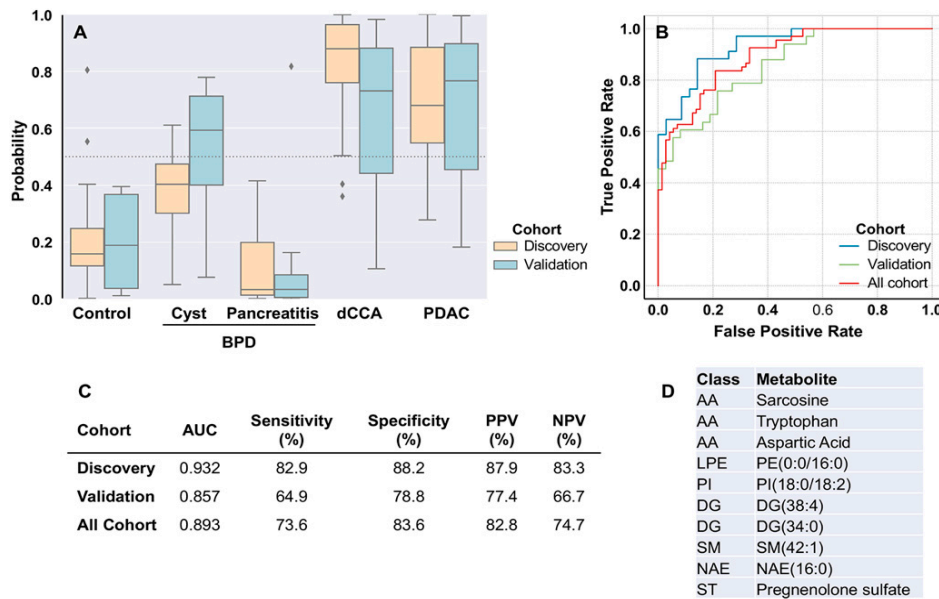 A
1.0
0.8
0.6
0.4
0.2
0.0
Probability
Control
Cyst
Pancreatitis
dCCA
PDAC
BPD
Cohort
Discovery
Validation
B
1.0
0.8
0.6
0.4
0.2
0.0
True Positive Rate
Cohort
Discovery
Validation
All cohort
0.0 0.2 0.4 0.6 0.8 1.0
False Positive Rate
C
Cohort AUC Sensitivity (%) Specificity (%) PPV (%) NPV (%)
Discovery 0.932 82.9 88.2 87.9 83.3
Validation 0.857 64.9 78.8 77.4 66.7
All Cohort 0.893 73.6 83.6 82.8 74.7
D
Class Metabolite
AA Sarcosine
AA Tryptophan
AA Aspartic Acid
LPE PE(0:0/16:0)
PI PI(18:0/18:2)
DG DG(38:4)
DG DG(34:0)
SM SM(42:1)
NAE NAE(16:0)
ST Pregnenolone sulfate